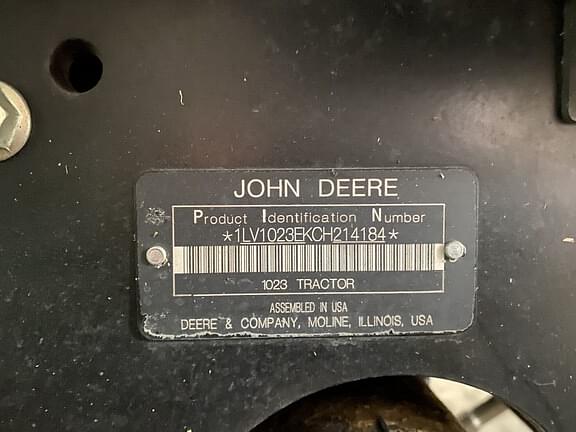 JOHN DEERE
Product Identification Number
*1LV1023EKCH214184*
1023 TRACTOR
ASSEMBLED IN USA
DEERE & COMPANY, MOLINE, ILLINOIS, USA